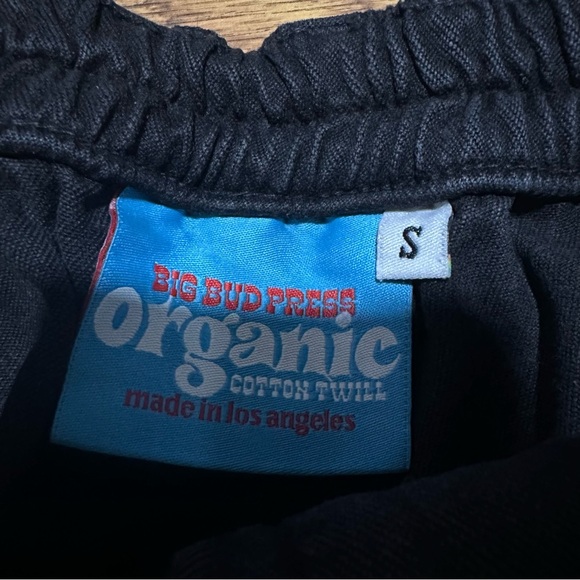 S
BIG BUD PRESS
organic
COTTON TWILL
made in los angeles